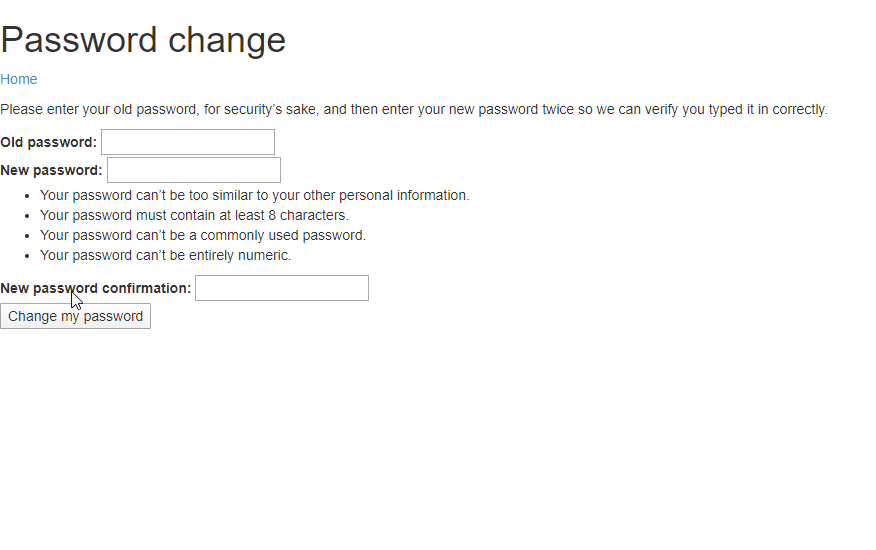 Password change
Home
Please enter your old password, for security’s sake, and then enter your new password twice so we can verify you typed it in correctly.
Old password:
New password:
Your password can’t be too similar to your other personal information.
Your password must contain at least 8 characters.
Your password can’t be a commonly used password.
Your password can’t be entirely numeric.
New password confirmation:
Change my password